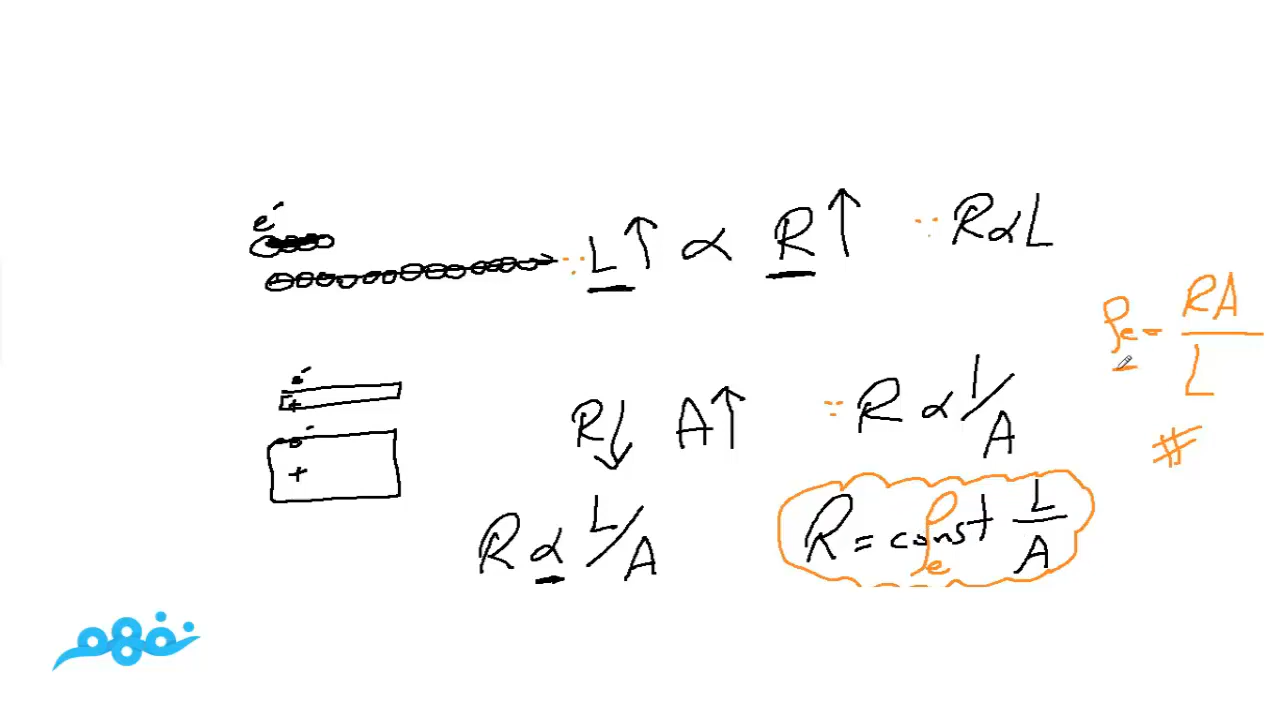 e⁻
∵ L↑ α R↑ ∵ R α L
ρe = RA / L
e⁻
+
R↓ A↑ ∵ R α 1/A
e⁻
+
#
R α L/A
R = const ρe L/A
نفهم